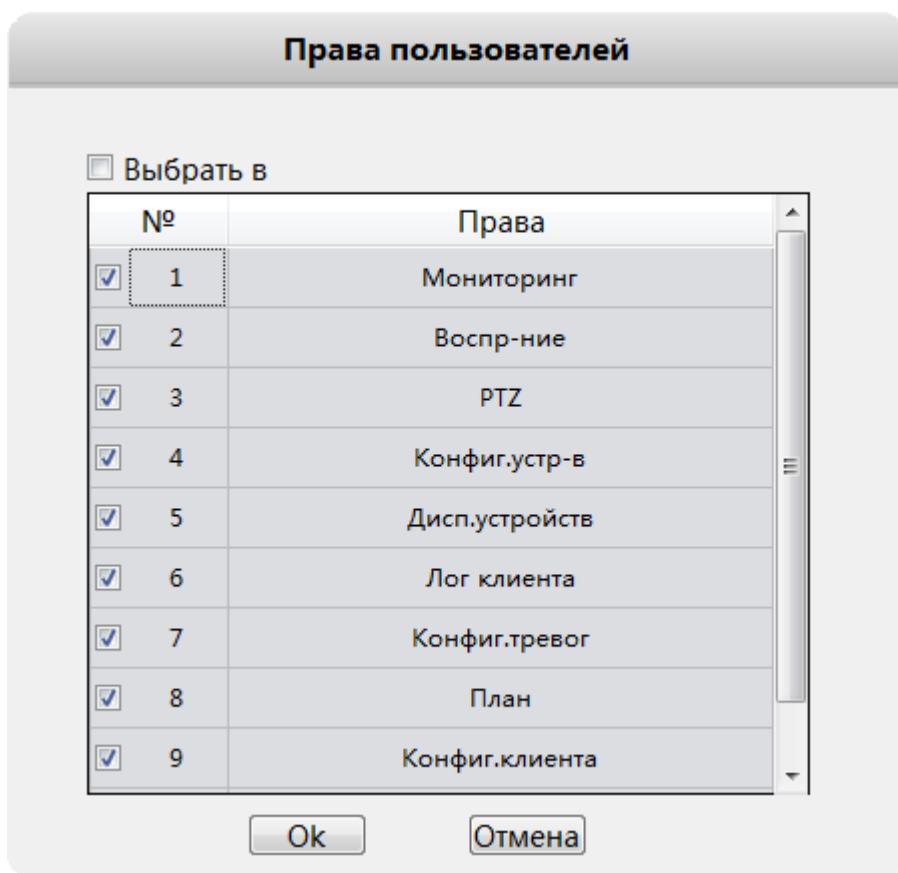 Права пользователей
Выбрать в
№ Права
1 Мониторинг
2 Воспр-ние
3 PTZ
4 Конфиг.устр-в
5 Дисп.устройств
6 Лог клиента
7 Конфиг.тревог
8 План
9 Конфиг.клиента
Ok Отмена